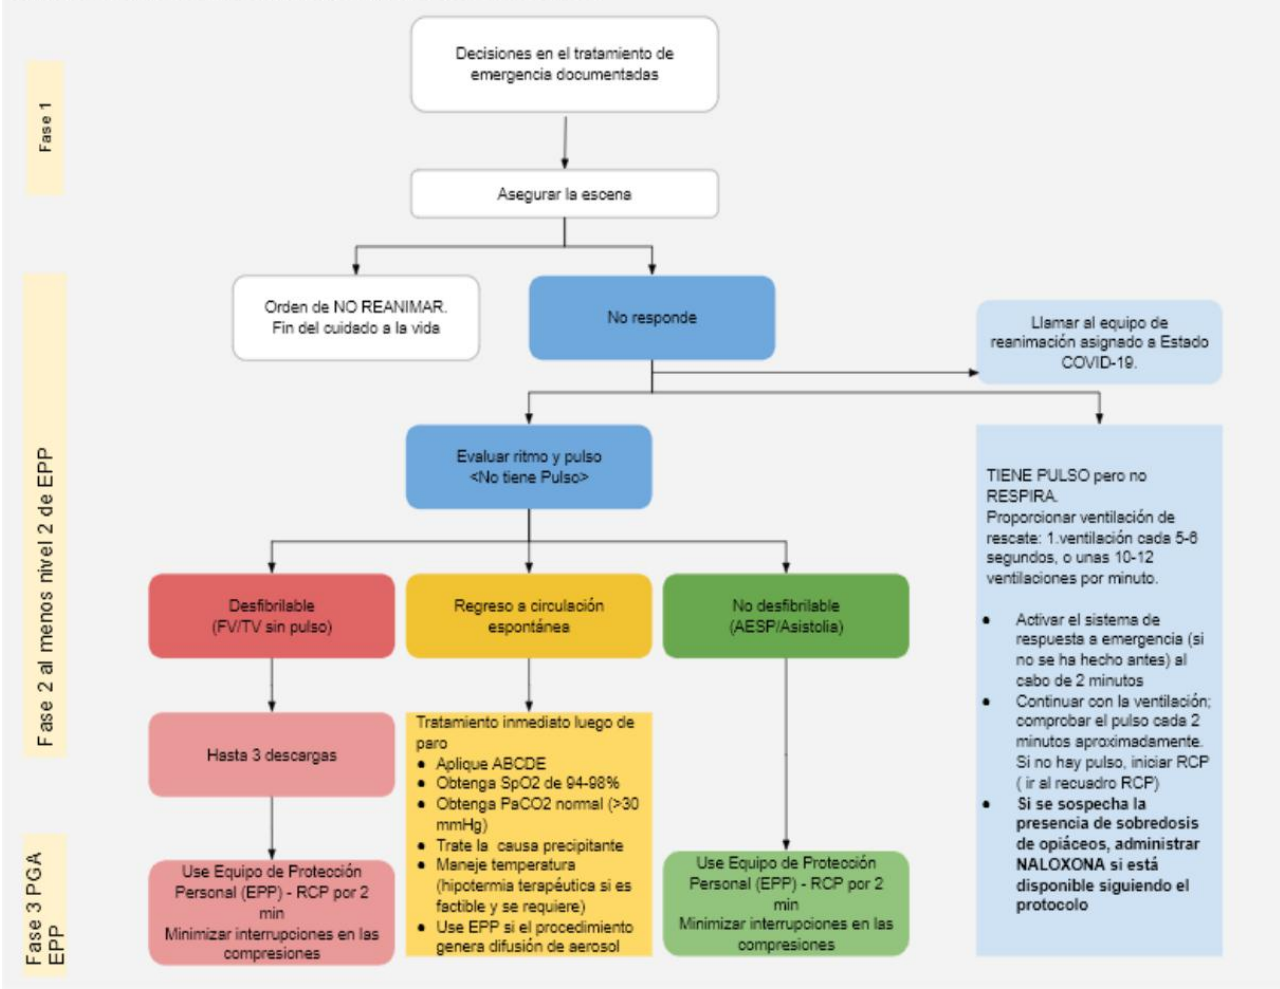 Decisiones en el tratamiento de
emergencia documentadas
Fase 1
Asegurar la escena
Orden de NO REANIMAR.
Fin del cuidado a la vida
No responde
Llamar al equipo de
reanimación asignado a Estado
COVID-19.
Fase 2 al menos nivel 2 de EPP
Evaluar ritmo y pulso
<No tiene Pulso>
TIENE PULSO pero no
RESPIRA.
Proporcionar ventilación de
rescate: 1.ventilación cada 5-6
segundos, o unas 10-12
ventilaciones por minuto.
● Activar el sistema de
respuesta a emergencia (si
no se ha hecho antes) al
cabo de 2 minutos
● Continuar con la ventilación;
comprobar el pulso cada 2
minutos aproximadamente.
Si no hay pulso, iniciar RCP
( ir al recuadro RCP)
● Si se sospecha la
presencia de sobredosis
de opiáceos, administrar
NALOXONA si está
disponible siguiendo el
protocolo
Desfibrilable
(FV/TV sin pulso)
Regreso a circulación
espontánea
No desfibrilable
(AESP/Asistolia)
Hasta 3 descargas
Tratamiento inmediato luego de
paro
● Aplique ABCDE
● Obtenga SpO2 de 94-98%
● Obtenga PaCO2 normal (>30
mmHg)
● Trate la causa precipitante
● Maneje temperatura
(hipotermia terapéutica si es
factible y se requiere)
● Use EPP si el procedimiento
genera difusión de aerosol
Fase 3 PGA
EPP
Use Equipo de Protección
Personal (EPP) - RCP por 2
min
Minimizar interrupciones en las
compresiones
Use Equipo de Protección
Personal (EPP) - RCP por 2
min
Minimizar interrupciones en las
compresiones